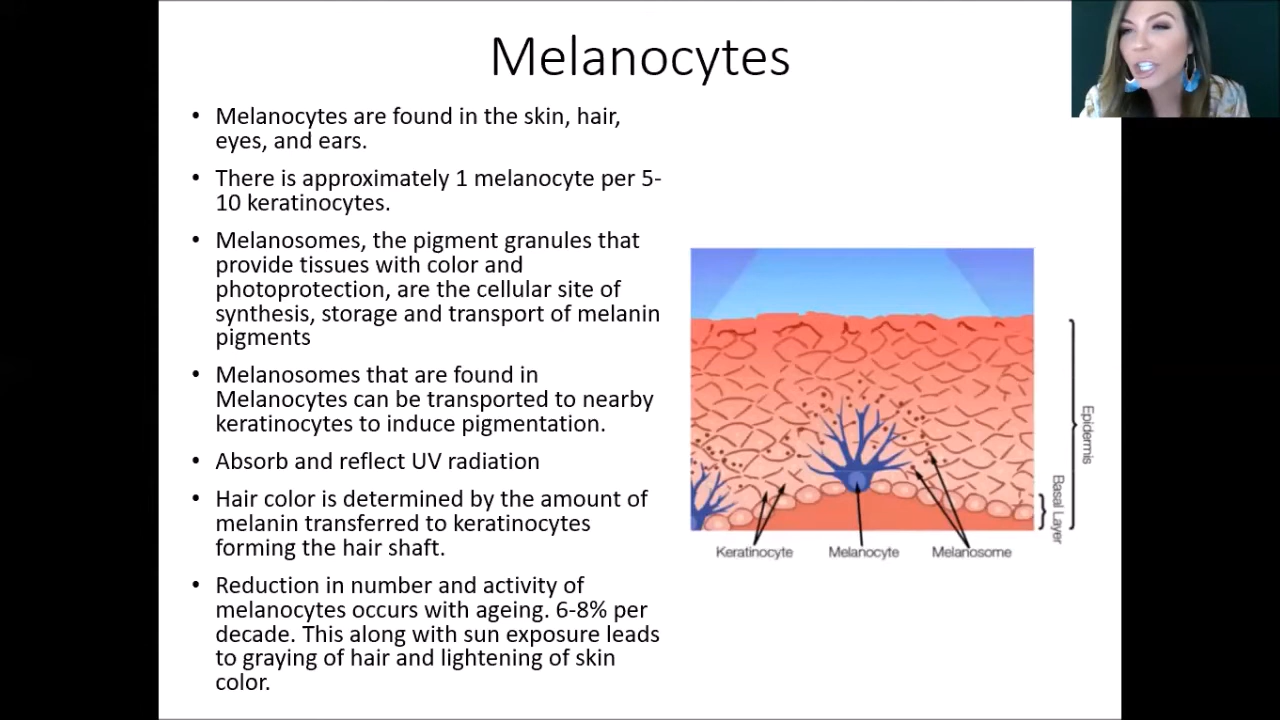 Melanocytes
• Melanocytes are found in the skin, hair,
eyes, and ears.
• There is approximately 1 melanocyte per 5-
10 keratinocytes.
• Melanosomes, the pigment granules that
provide tissues with color and
photoprotection, are the cellular site of
synthesis, storage and transport of melanin
pigments
• Melanosomes that are found in
Melanocytes can be transported to nearby
keratinocytes to induce pigmentation.
• Absorb and reflect UV radiation
• Hair color is determined by the amount of
melanin transferred to keratinocytes
forming the hair shaft.
• Reduction in number and activity of
melanocytes occurs with ageing. 6-8% per
decade. This along with sun exposure leads
to graying of hair and lightening of skin
color.
Epidermis
Basal Layer
Keratinocyte
Melanocyte
Melanosome